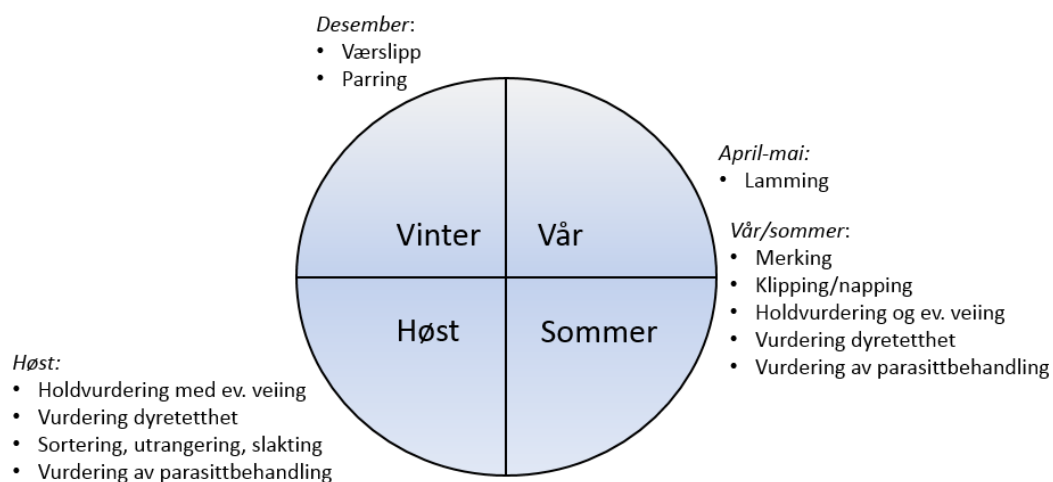 Desember:
• Værslipp
• Parring
April-mai:
• Lamming
Vinter
Vår
Vår/sommer:
• Merking
• Klipping/napping
• Holdvurdering og ev. veiing
• Vurdering dyretetthet
• Vurdering av parasittbehandling
Høst
Sommer
Høst:
• Holdvurdering med ev. veiing
• Vurdering dyretetthet
• Sortering, utrangering, slakting
• Vurdering av parasittbehandling